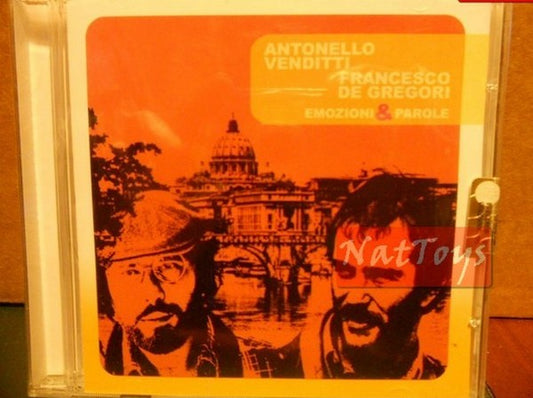 ANTONELLO
VENDITTI
FRANCESCO
DE GREGORI
EMOZIONI & PAROLE
NatToys